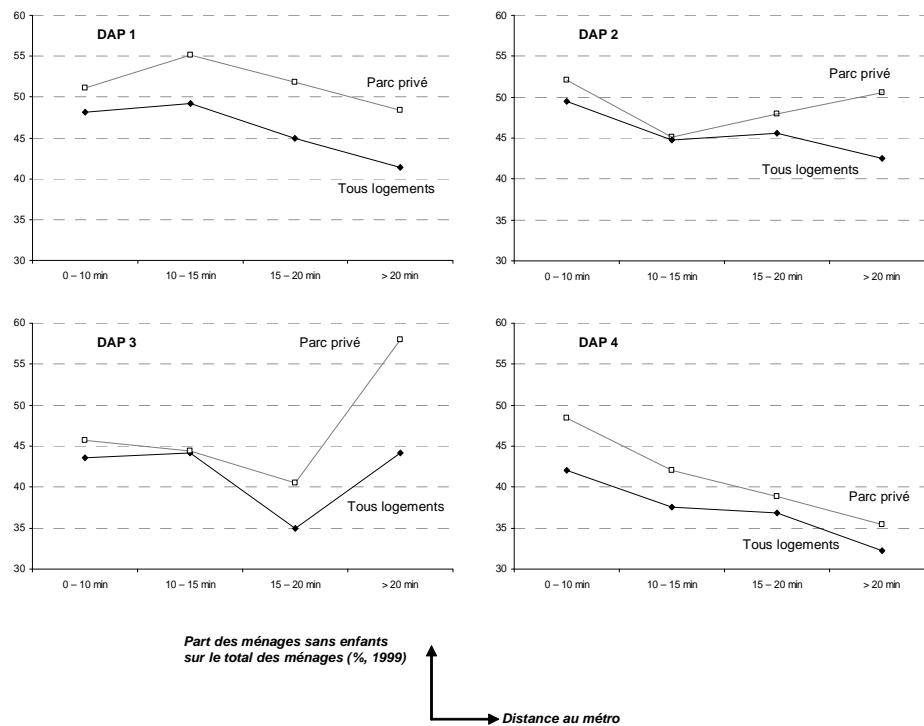 60
DAP 1
55
Parc privé
50
45
40
Tous logements
35
30
0 – 10 min
10 – 15 min
15 – 20 min
> 20 min
60
DAP 2
55
Parc privé
50
45
Tous logements
40
35
30
0 – 10 min
10 – 15 min
15 – 20 min
> 20 min
60
DAP 3
Parc privé
55
50
45
40
Tous logements
35
30
0 – 10 min
10 – 15 min
15 – 20 min
> 20 min
60
DAP 4
55
50
45
40
Parc privé
35
Tous logements
30
0 – 10 min
10 – 15 min
15 – 20 min
> 20 min
Part des ménages sans enfants
sur le total des ménages (%, 1999)
Distance au métro